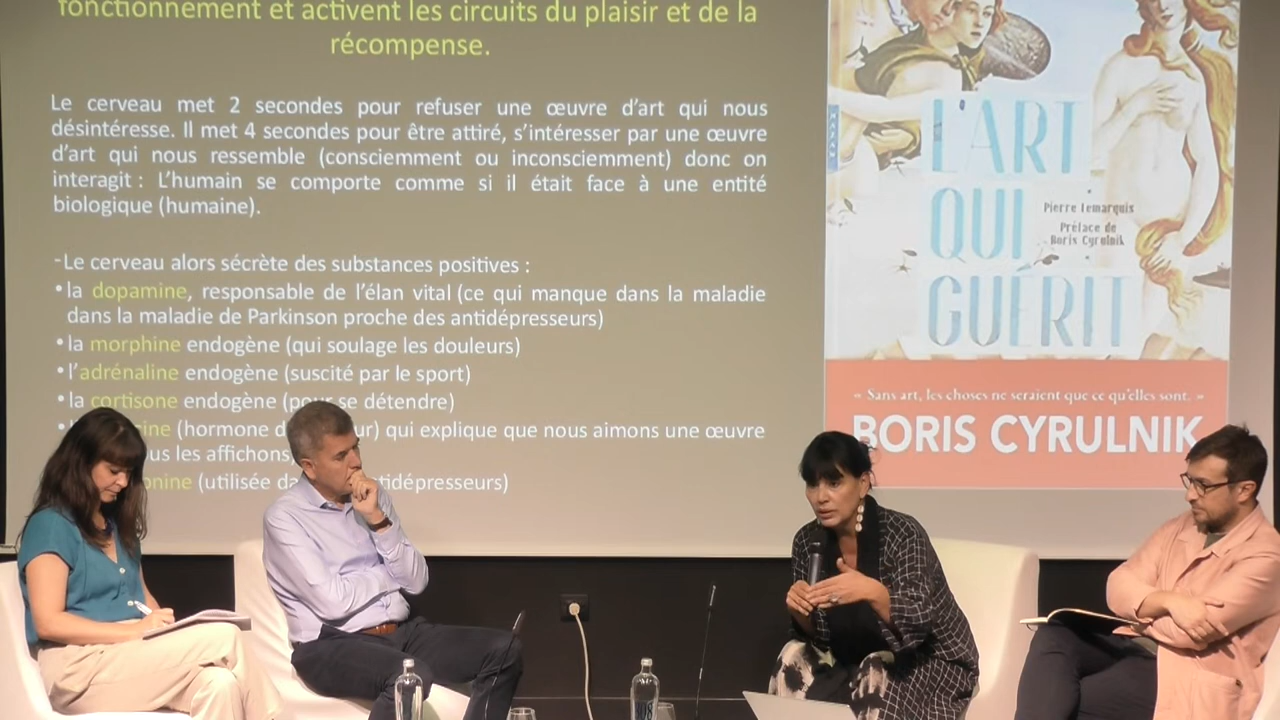 fonctionnement et activent les circuits du plaisir et de la
récompense.
Le cerveau met 2 secondes pour refuser une œuvre d'art qui nous
désintéresse. Il met 4 secondes pour être attiré, s'intéresser par une œuvre
d'art qui nous ressemble (consciemment ou inconsciemment) donc on
interagit : L'humain se comporte comme si il était face à une entité
biologique (humaine).
-Le cerveau alors sécrète des substances positives :
•la dopamine, responsable de l'élan vital (ce qui manque dans la maladie
dans la maladie de Parkinson proche des antidépresseurs)
•la morphine endogène (qui soulage les douleurs)
•l'adrénaline endogène (suscité par le sport)
•la cortisone endogène (pour se détendre)
(hormone qui explique que nous aimons une œuvre
les affichons,
(utilisée
HAZAN
L'ART
QUI
GUÉRIT
Pierre Lemarquis
Préface de
Boris Cyrulnik
« Sans art, les choses ne seraient que ce qu'elles sont. »
BORIS CYRULNIK